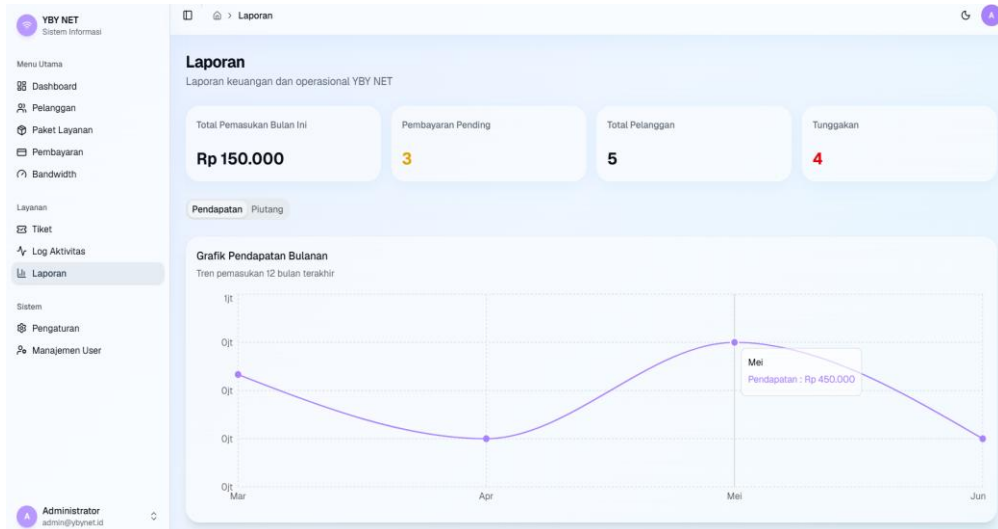 YBY NET
Sistem Informasi
Menu Utama
Dashboard
Pelanggan
Paket Layanan
Pembayaran
Bandwidth
Layanan
Tiket
Log Aktivitas
Laporan
Sistem
Pengaturan
Manajemen User
A
Administrator
admin@ybynet.id
> Laporan
A
Laporan
Laporan keuangan dan operasional YBY NET
Total Pemasukan Bulan Ini
Rp 150.000
Pembayaran Pending
3
Total Pelanggan
5
Tunggakan
4
Pendapatan Piutang
Grafik Pendapatan Bulanan
Tren pemasukan 12 bulan terakhir
1jt
0jt
0jt
0jt
0jt
Mei
Pendapatan : Rp 450.000
Mar Apr Mei Jun